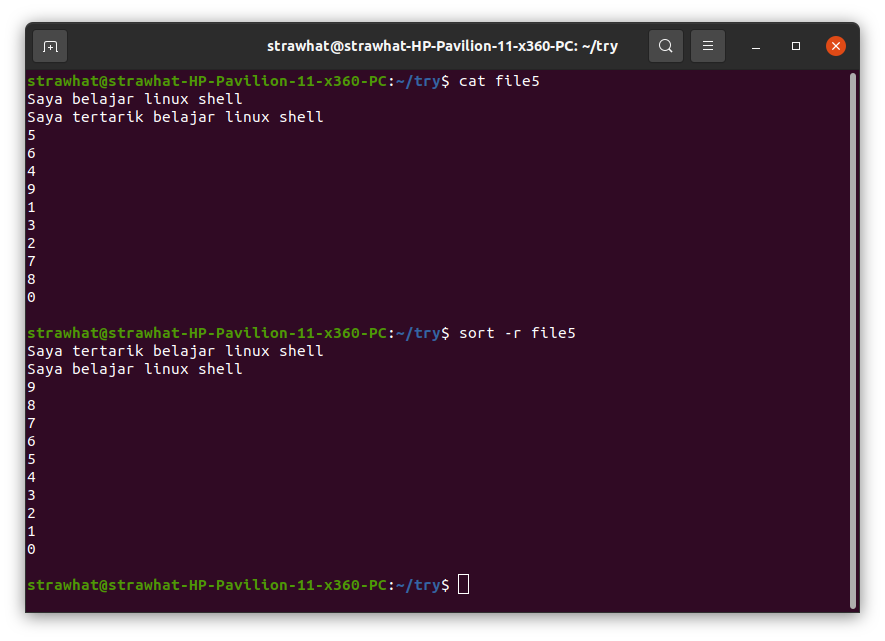 strawhat@strawhat-HP-Pavilion-11-x360-PC: ~/try
strawhat@strawhat-HP-Pavilion-11-x360-PC:~/try$ cat file5
Saya belajar linux shell
Saya tertarik belajar linux shell
5
6
4
9
1
3
2
7
8
0
strawhat@strawhat-HP-Pavilion-11-x360-PC:~/try$ sort -r file5
Saya tertarik belajar linux shell
Saya belajar linux shell
9
8
7
6
5
4
3
2
1
0
strawhat@strawhat-HP-Pavilion-11-x360-PC:~/try$